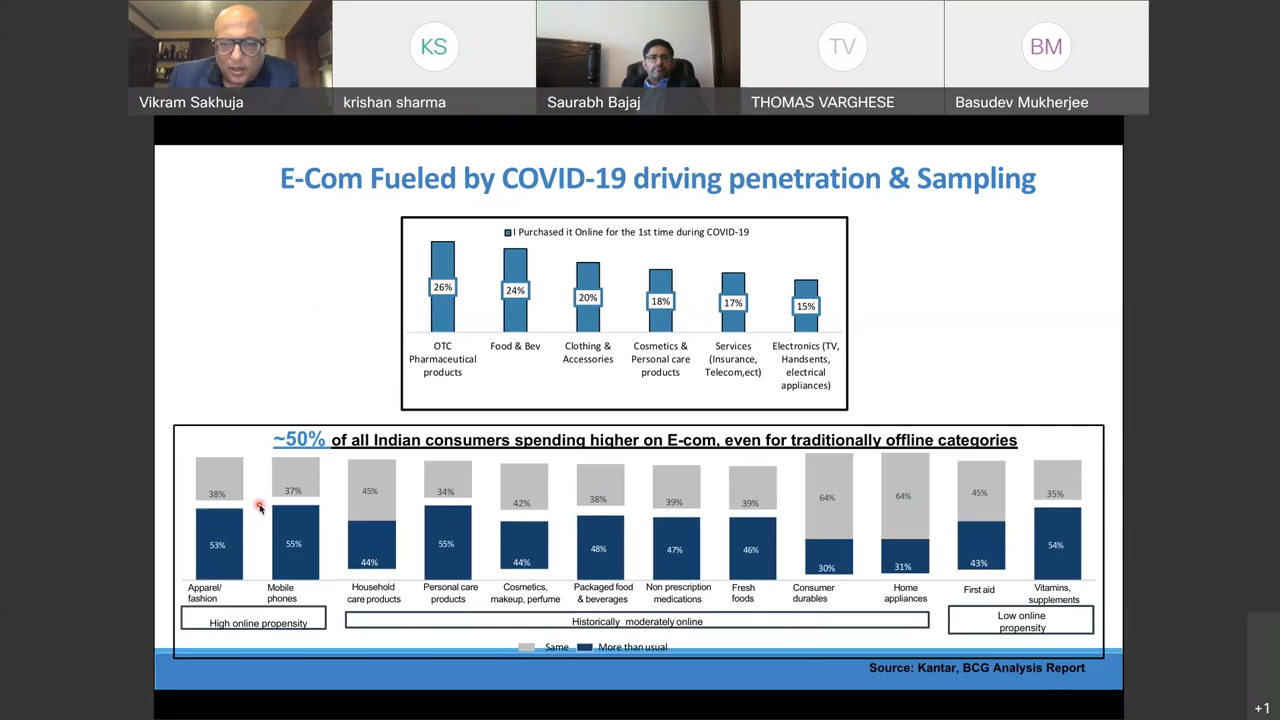 KS
TV
BM
Vikram Sakhuja
krishan sharma
Saurabh Bajaj
THOMAS VARGHESE
Basudev Mukherjee
E-Com Fueled by COVID-19 driving penetration & Sampling
I Purchased it Online for the 1st time during COVID-19
26% 24% 20% 18% 17% 15%
OTC Pharmaceutical products
Food & Bev
Clothing & Accessories
Cosmetics & Personal care products
Services (Insurance, Telecom,ect)
Electronics (TV, Handsents, electrical appliances)
~50% of all Indian consumers spending higher on E-com, even for traditionally offline categories
38% 37% 45% 34% 42% 38% 39% 39% 64% 64% 45% 35%
53% 55% 44% 55% 44% 48% 47% 46% 30% 31% 43% 54%
Apparel/ fashion
Mobile phones
Household care products
Personal care products
Cosmetics, makeup, perfume
Packaged food & beverages
Non prescription medications
Fresh foods
Consumer durables
Home appliances
First aid
Vitamins, supplements
High online propensity
Historically moderately online
Low online propensity
Same
More than usual
Source: Kantar, BCG Analysis Report
+1